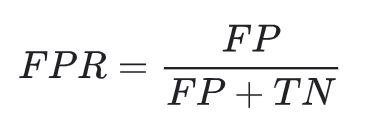 FPR = FP / (FP + TN)